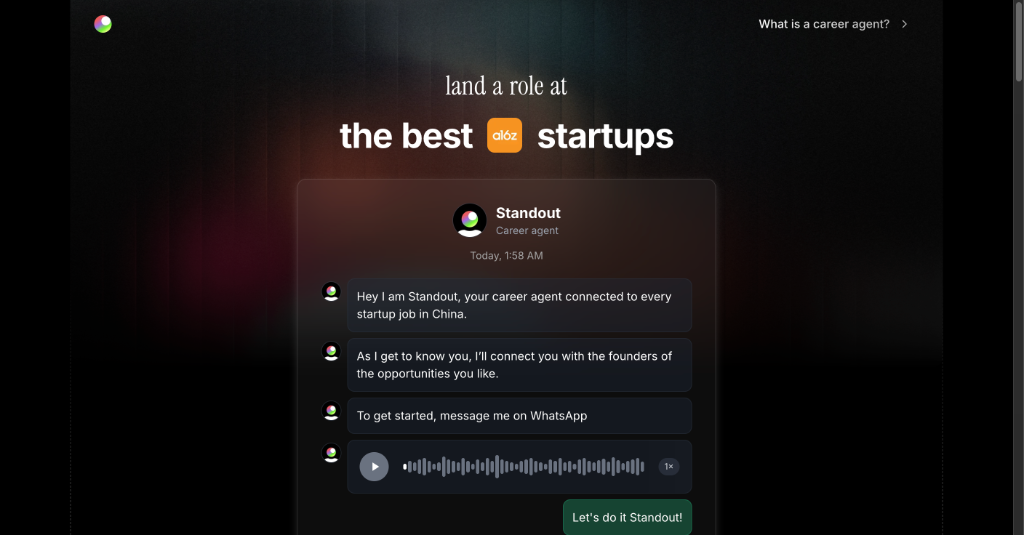 What is a career agent?
land a role at
the best a16z startups
Standout
Career agent
Today, 1:58 AM
Hey I am Standout, your career agent connected to every
startup job in China.
As I get to know you, I’ll connect you with the founders of
the opportunities you like.
To get started, message me on WhatsApp
1×
Let's do it Standout!